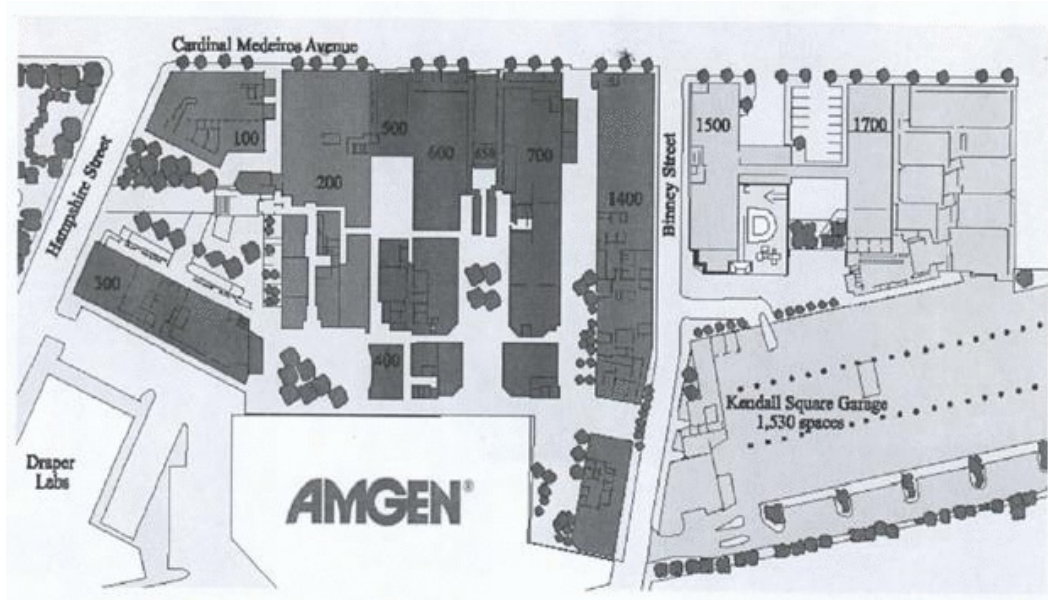 Cardinal Medeiros Avenue
Hampshire Street
100
200
300
400
500
600
650
700
1400
Binney Street
1500
1700
Kendall Square Garage
1,530 spaces
Draper
Labs
AMGEN®